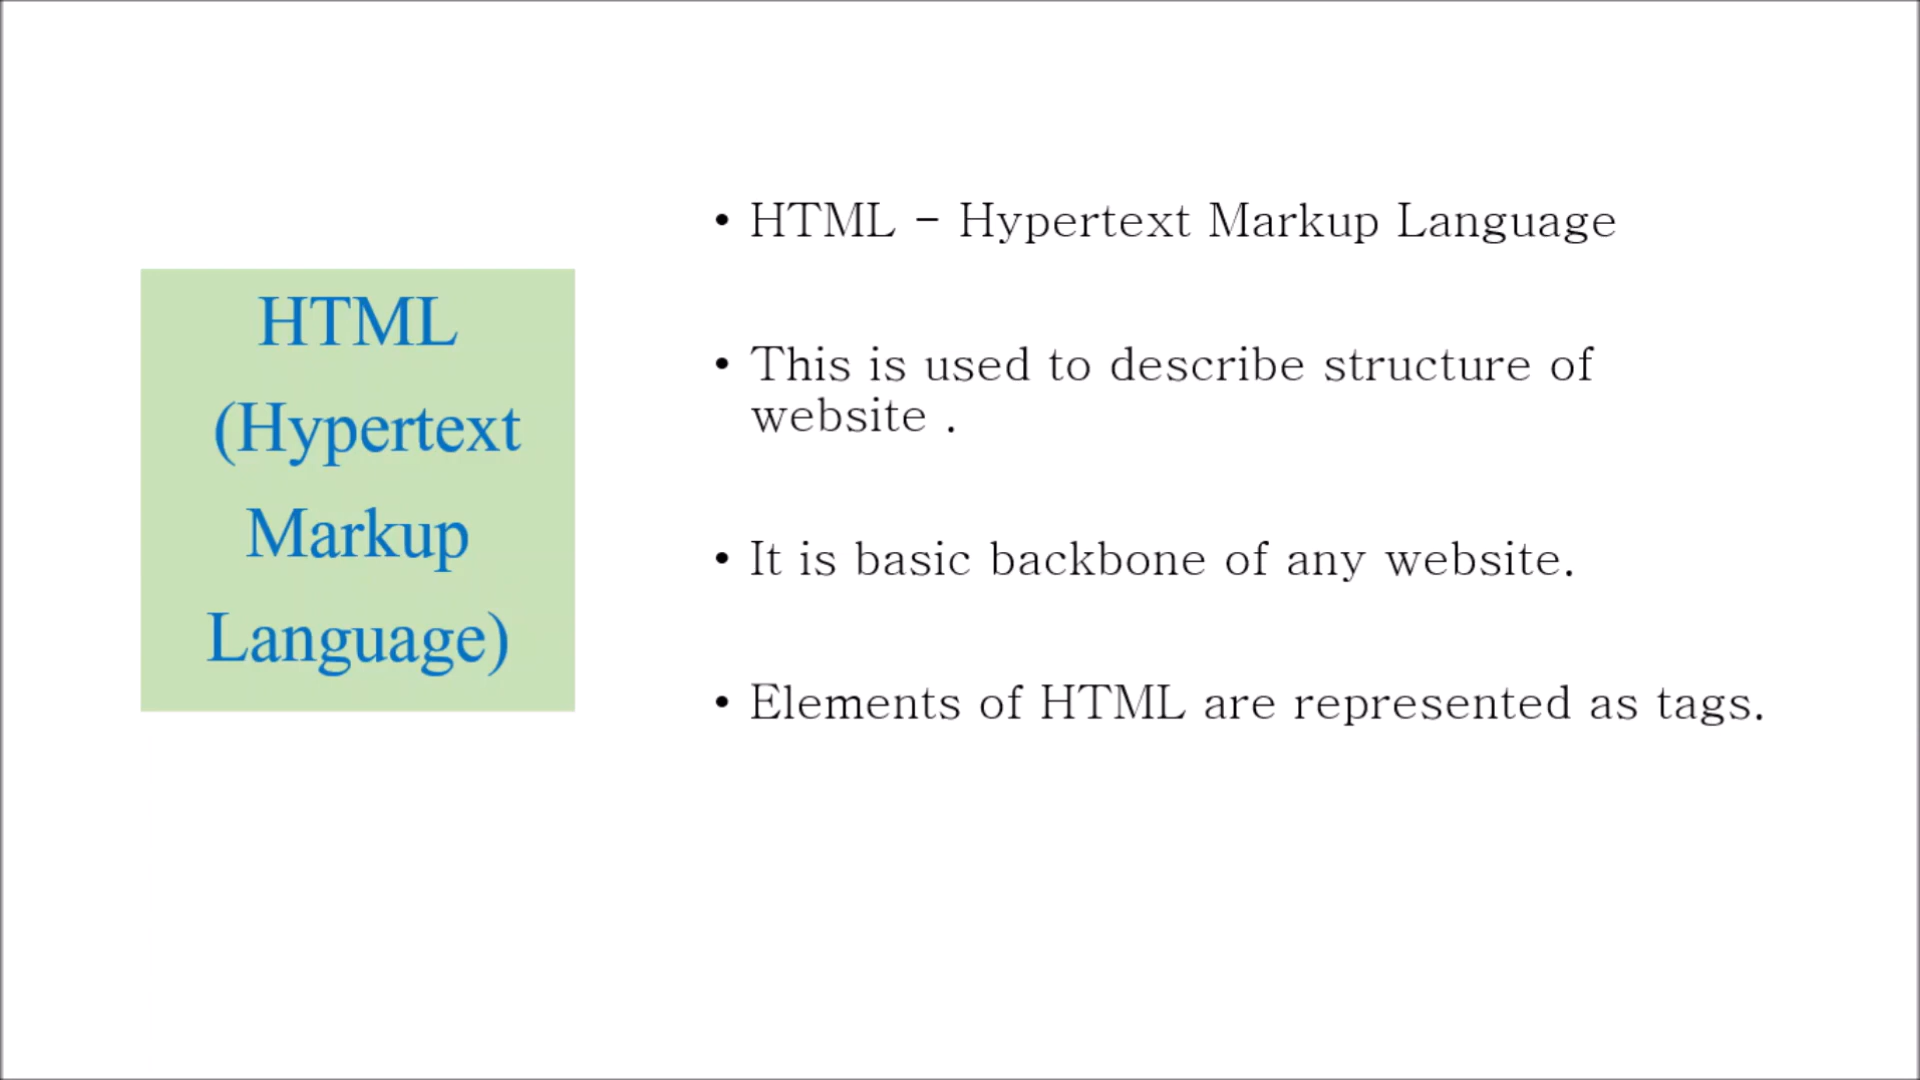 HTML
(Hypertext
Markup
Language)
• HTML - Hypertext Markup Language
• This is used to describe structure of
website .
• It is basic backbone of any website.
• Elements of HTML are represented as tags.